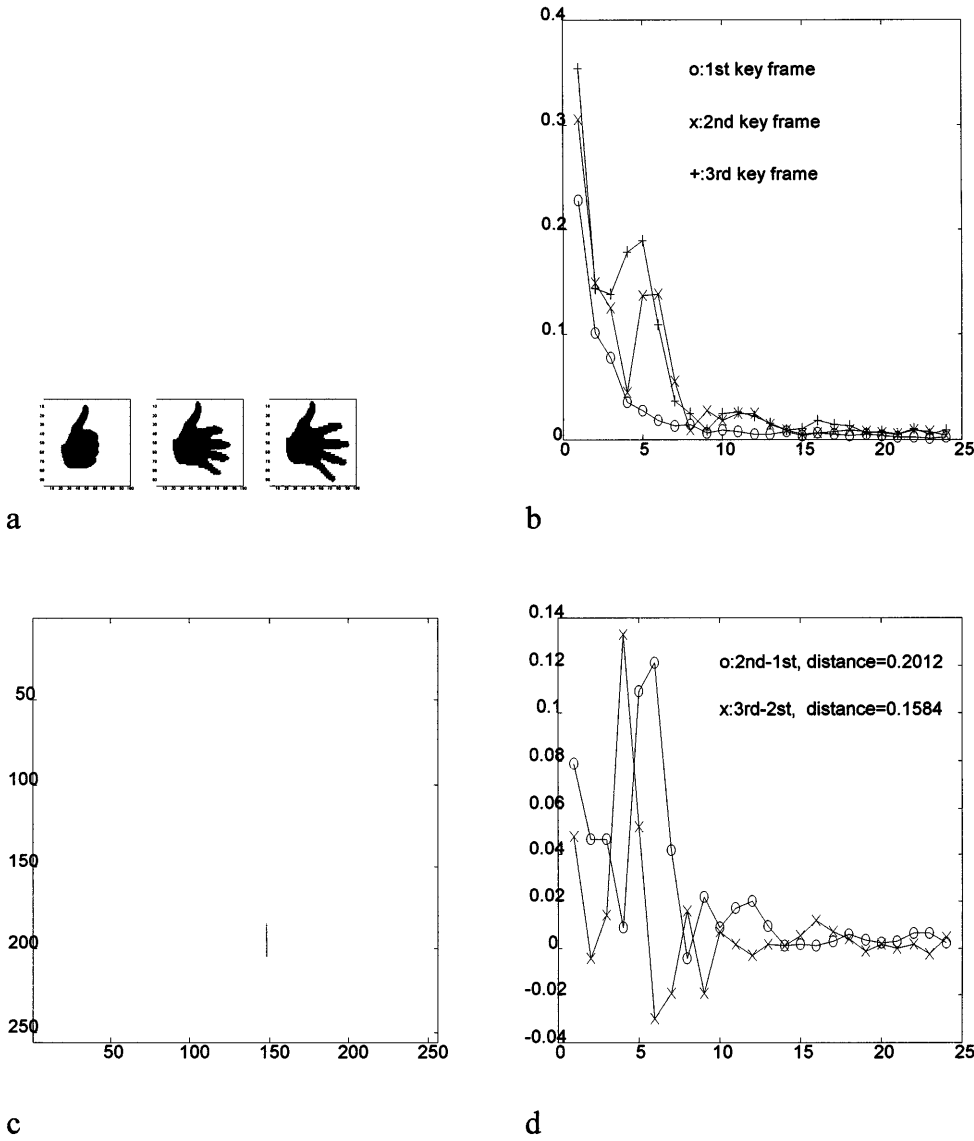 0.4
o:1st key frame
0.3
x:2nd key frame
+:3rd key frame
0.2
0.1
0
0 5 10 15 20 25
a
b
0.14
0.12
o:2nd-1st, distance=0.2012
0.1
x:3rd-2st, distance=0.1584
0.08
0.06
0.04
0.02
0
-0.02
-0.04
0 5 10 15 20 25
50
100
150
200
250
50 100 150 200 250
c
d